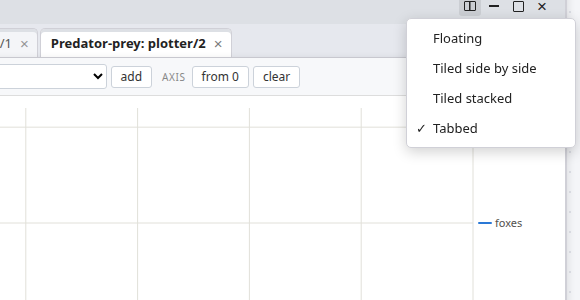 /1 ×
Predator-prey: plotter/2 ×
add AXIS from 0 clear
Floating
Tiled side by side
Tiled stacked
✓ Tabbed
foxes